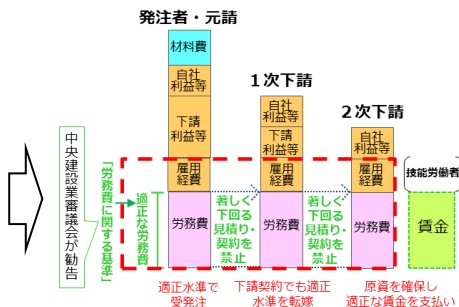 発注者・元請
材料費
自社
利益等
下請
利益等
雇用
経費
労務費
1次下請
自社
利益等
下請
利益等
雇用
経費
労務費
2次下請
自社
利益等
雇用
経費
労務費
技能労働者
賃金
中央建設業審議会が勧告
「労務費に関する基準」
適正な労務費
著しく
下回る
見積り・
契約を
禁止
著しく
下回る
見積り・
契約を
禁止
適正水準で
受発注
下請契約でも適正
水準を転嫁
原資を確保し
適正な賃金を支払い